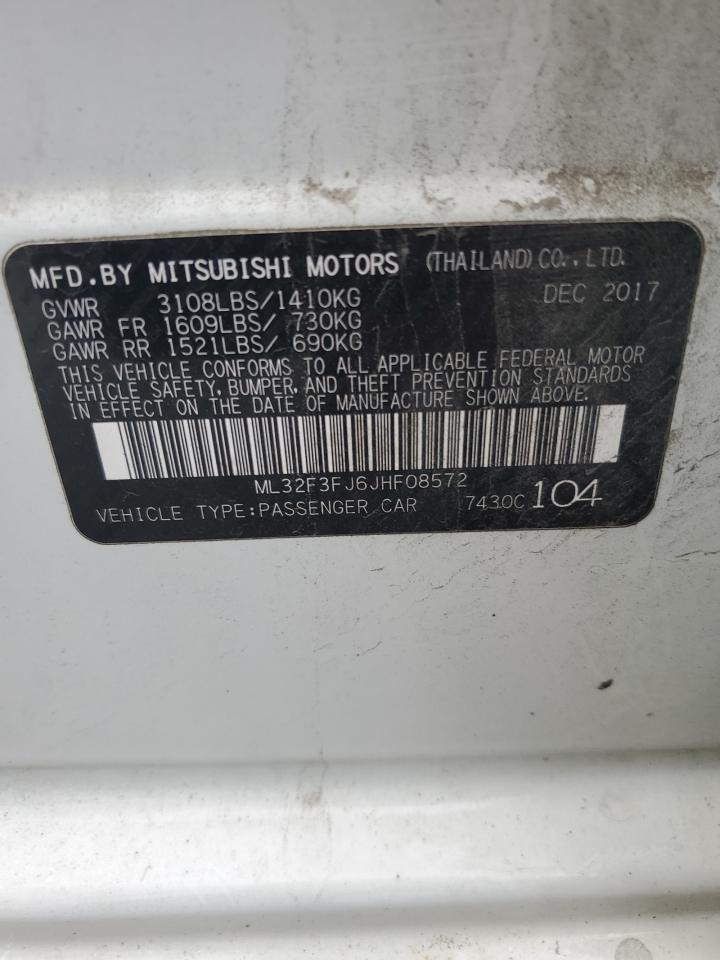 MFD.BY MITSUBISHI MOTORS (THAILAND) CO., LTD.
GVWR 3108LBS/1410KG DEC 2017
GAWR FR 1609LBS/ 730KG
GAWR RR 1521LBS/ 690KG
THIS VEHICLE CONFORMS TO ALL APPLICABLE FEDERAL MOTOR
VEHICLE SAFETY, BUMPER, AND THEFT PREVENTION STANDARDS
IN EFFECT ON THE DATE OF MANUFACTURE SHOWN ABOVE.
ML32F3FJ6JHF08572
VEHICLE TYPE:PASSENGER CAR 7430C 104